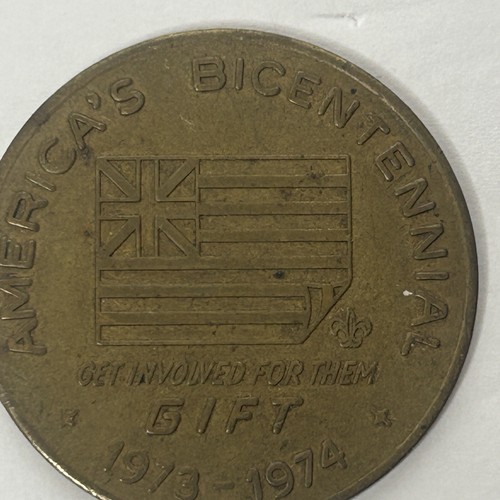 AMERICA'S BICENTENNIAL
GET INVOLVED FOR THEM
GIFT
1973-1974